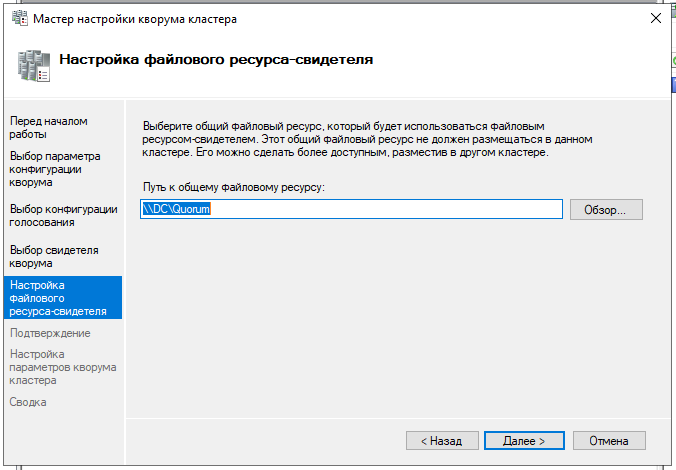 Мастер настройки кворума кластера
Настройка файлового ресурса-свидетеля
Перед началом
работы
Выбор параметра
конфигурации
кворума
Выбор конфигурации
голосования
Выбор свидетеля
кворума
Настройка
файлового
ресурса-свидетеля
Подтверждение
Настройка
параметров кворума
кластера
Сводка
Выберите общий файловый ресурс, который будет использоваться файловым
ресурсом-свидетелем. Этот общий файловый ресурс не должен размещаться в данном
кластере. Его можно сделать более доступным, разместив в другом кластере.
Путь к общему файловому ресурсу:
\\DC\Quorum
Обзор...
< Назад
Далее >
Отмена